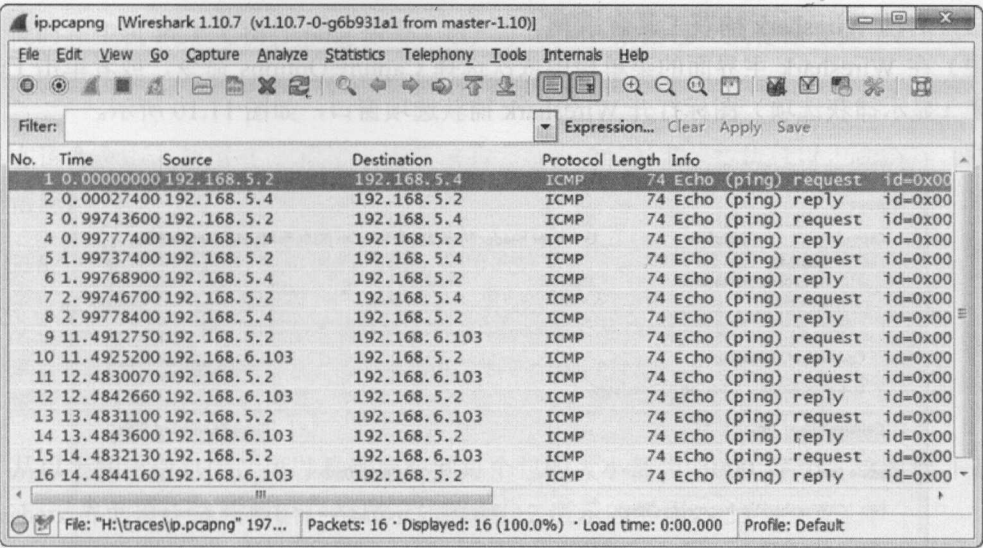 ip.pcapng [Wireshark 1.10.7 (v1.10.7-0-g6b931a1 from master-1.10)]
File Edit View Go Capture Analyze Statistics Telephony Tools Internals Help
Filter: Expression... Clear Apply Save
No. Time Source Destination Protocol Length Info
1 0.00000000 192.168.5.2 192.168.5.4 ICMP 74 Echo (ping) request id=0x00
2 0.00027400 192.168.5.4 192.168.5.2 ICMP 74 Echo (ping) reply id=0x00
3 0.99743600 192.168.5.2 192.168.5.4 ICMP 74 Echo (ping) request id=0x00
4 0.99777400 192.168.5.4 192.168.5.2 ICMP 74 Echo (ping) reply id=0x00
5 1.99737400 192.168.5.2 192.168.5.4 ICMP 74 Echo (ping) request id=0x00
6 1.99768900 192.168.5.4 192.168.5.2 ICMP 74 Echo (ping) reply id=0x00
7 2.99746700 192.168.5.2 192.168.5.4 ICMP 74 Echo (ping) request id=0x00
8 2.99778400 192.168.5.4 192.168.5.2 ICMP 74 Echo (ping) reply id=0x00
9 11.4912750 192.168.5.2 192.168.6.103 ICMP 74 Echo (ping) request id=0x00
10 11.4925200 192.168.6.103 192.168.5.2 ICMP 74 Echo (ping) reply id=0x00
11 12.4830070 192.168.5.2 192.168.6.103 ICMP 74 Echo (ping) request id=0x00
12 12.4842660 192.168.6.103 192.168.5.2 ICMP 74 Echo (ping) reply id=0x00
13 13.4831100 192.168.5.2 192.168.6.103 ICMP 74 Echo (ping) request id=0x00
14 13.4843600 192.168.6.103 192.168.5.2 ICMP 74 Echo (ping) reply id=0x00
15 14.4832130 192.168.5.2 192.168.6.103 ICMP 74 Echo (ping) request id=0x00
16 14.4844160 192.168.6.103 192.168.5.2 ICMP 74 Echo (ping) reply id=0x00
File: "H:\traces\ip.pcapng" 197... Packets: 16 · Displayed: 16 (100.0%) · Load time: 0:00.000 Profile: Default